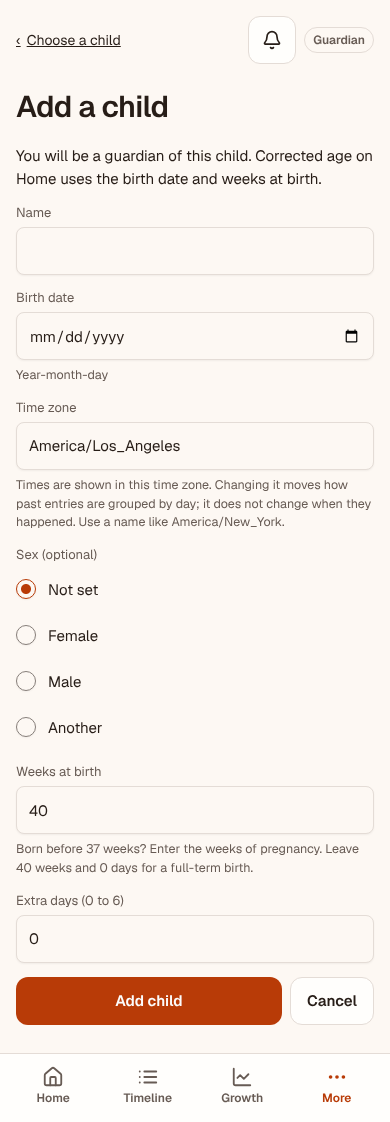 ‹ Choose a child
Guardian
Add a child
You will be a guardian of this child. Corrected age on
Home uses the birth date and weeks at birth.
Name
Birth date
mm/dd/yyyy
Year-month-day
Time zone
America/Los_Angeles
Times are shown in this time zone. Changing it moves how
past entries are grouped by day; it does not change when they
happened. Use a name like America/New_York.
Sex (optional)
Not set
Female
Male
Another
Weeks at birth
40
Born before 37 weeks? Enter the weeks of pregnancy. Leave
40 weeks and 0 days for a full-term birth.
Extra days (0 to 6)
0
Add child
Cancel
Home
Timeline
Growth
More